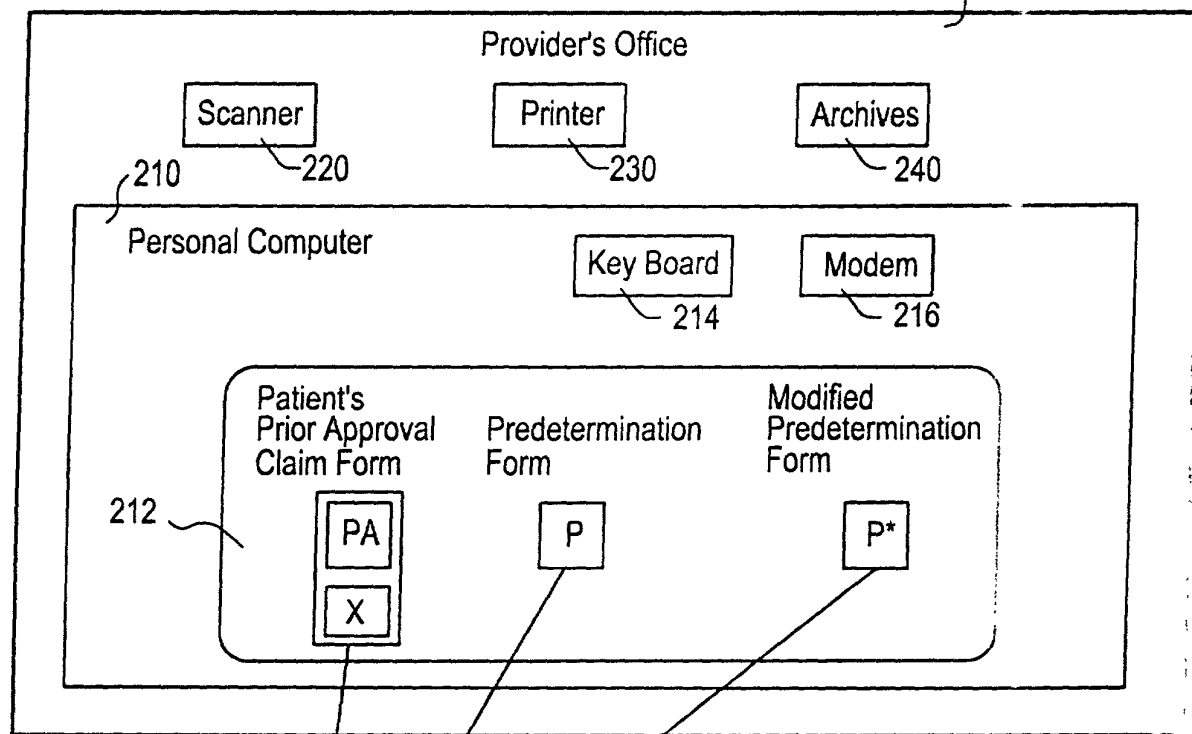 Provider's Office
Scanner
Printer
Archives
220
230
240
210
Personal Computer
Key Board
Modem
214
216
Patient's
Prior Approval
Claim Form
Predetermination
Form
Modified
Predetermination
Form
212
PA
P
P*
X